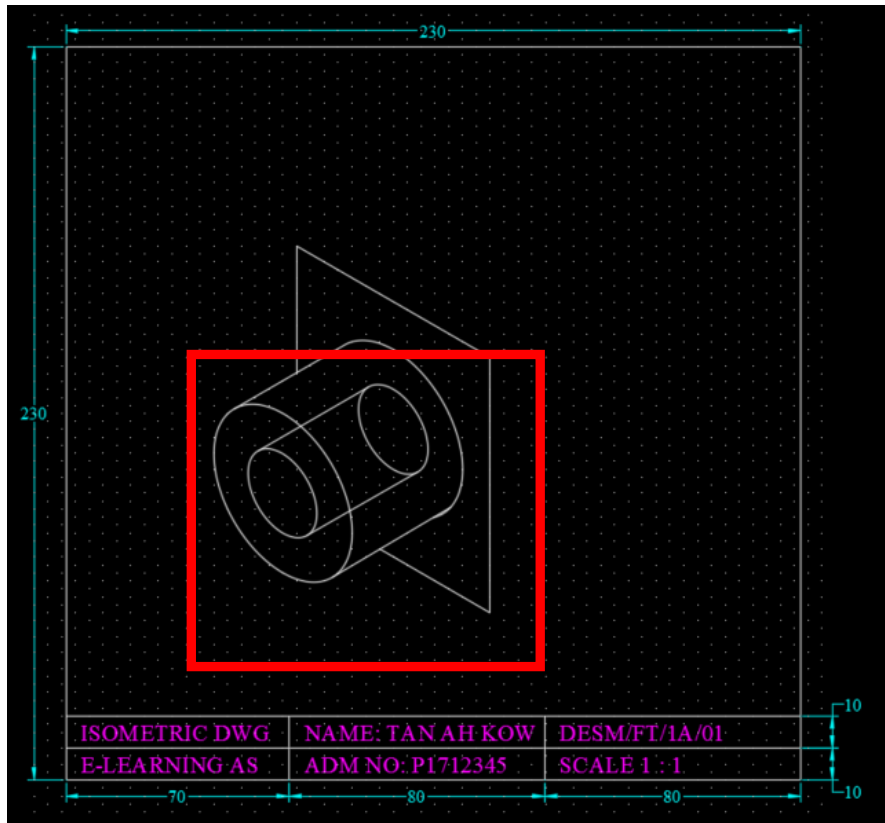 230
230
10
ISOMETRIC DWG NAME: TAN AH KOW DESM/FT/1A/01
E-LEARNING AS ADM NO: P1712345 SCALE 1 : 1
10
70 80 80